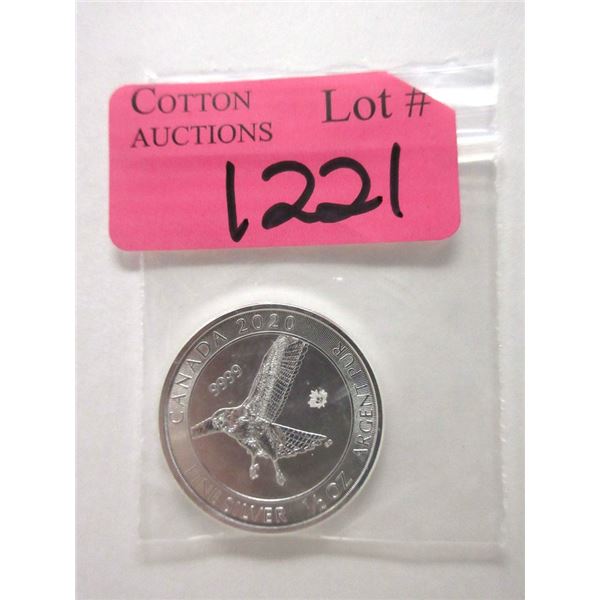 COTTON
AUCTIONS
Lot #
1221
CANADA 2020
9999
FINE SILVER 1/2 OZ ARGENT PUR